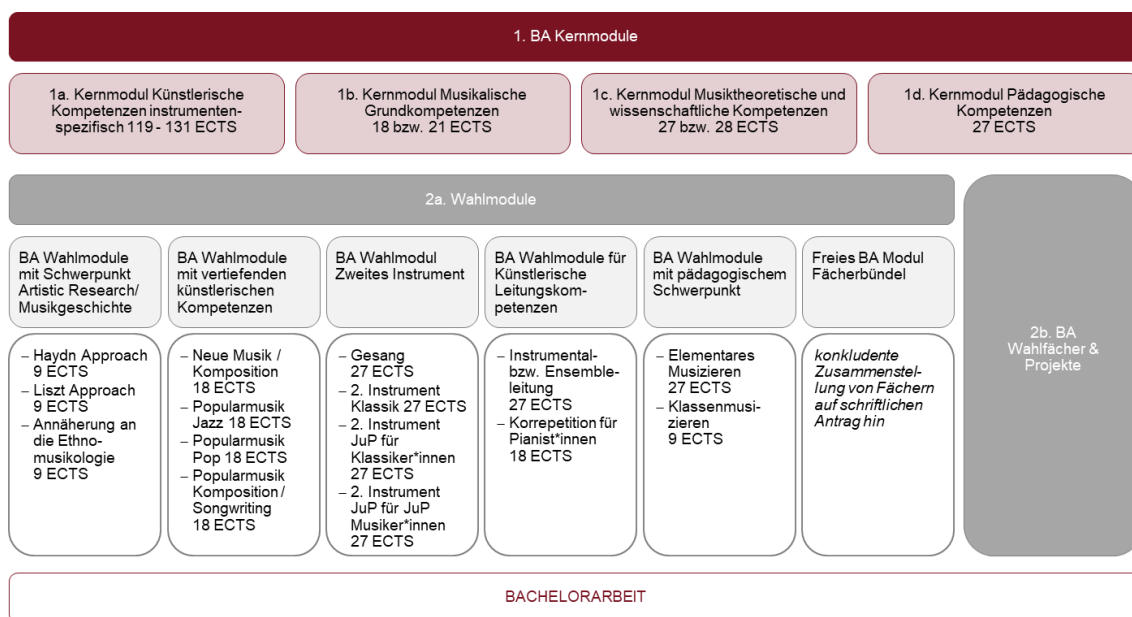 1. BA Kernmodule
1a. Kernmodul Künstlerische
Kompetenzen instrumenten-
spezifisch 119 - 131 ECTS
1b. Kernmodul Musikalische
Grundkompetenzen
18 bzw. 21 ECTS
1c. Kernmodul Musiktheoretische und
wissenschaftliche Kompetenzen
27 bzw. 28 ECTS
1d. Kernmodul Pädagogische
Kompetenzen
27 ECTS
2a. Wahlmodule
BA Wahlmodule
mit Schwerpunkt
Artistic Research/
Musikgeschichte
BA Wahlmodule
mit vertiefenden
künstlerischen
Kompetenzen
BA Wahlmodul
Zweites Instrument
BA Wahlmodule für
Künstlerische
Leitungskom-
petenzen
BA Wahlmodule
mit pädagogischem
Schwerpunkt
Freies BA Modul
Fächerbündel
– Haydn Approach
9 ECTS
– Liszt Approach
9 ECTS
– Annäherung an
die Ethno-
musikologie
9 ECTS
– Neue Musik /
Komposition
18 ECTS
– Popularmusik
Jazz 18 ECTS
– Popularmusik
Pop 18 ECTS
– Popularmusik
Komposition /
Songwriting
18 ECTS
– Gesang
27 ECTS
– 2. Instrument
Klassik 27 ECTS
– 2. Instrument
JuP für
Klassiker*innen
27 ECTS
– 2. Instrument
JuP für JuP
Musiker*innen
27 ECTS
– Instrumental-
bzw. Ensemble-
leitung
27 ECTS
– Korrepetition für
Pianist*innen
18 ECTS
– Elementares
Musizieren
27 ECTS
– Klassenmusi-
zieren
9 ECTS
konkludente
Zusammenstel-
lung von Fächern
auf schriftlichen
Antrag hin
2b. BA
Wahlfächer &
Projekte
BACHELORARBEIT